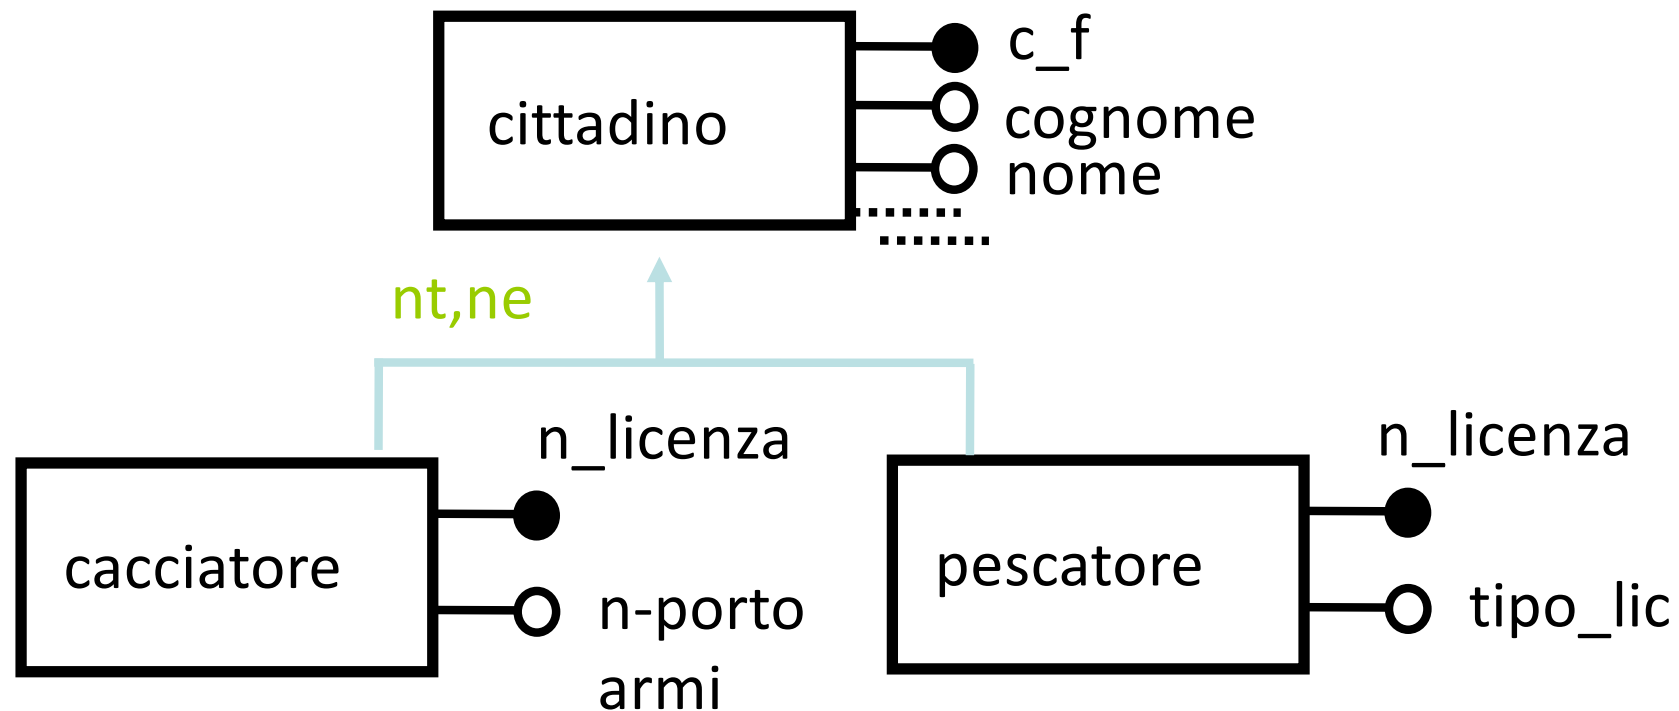 cittadino
c_f
cognome
nome
nt,ne
cacciatore
n_licenza
n-porto
armi
pescatore
n_licenza
tipo_lic